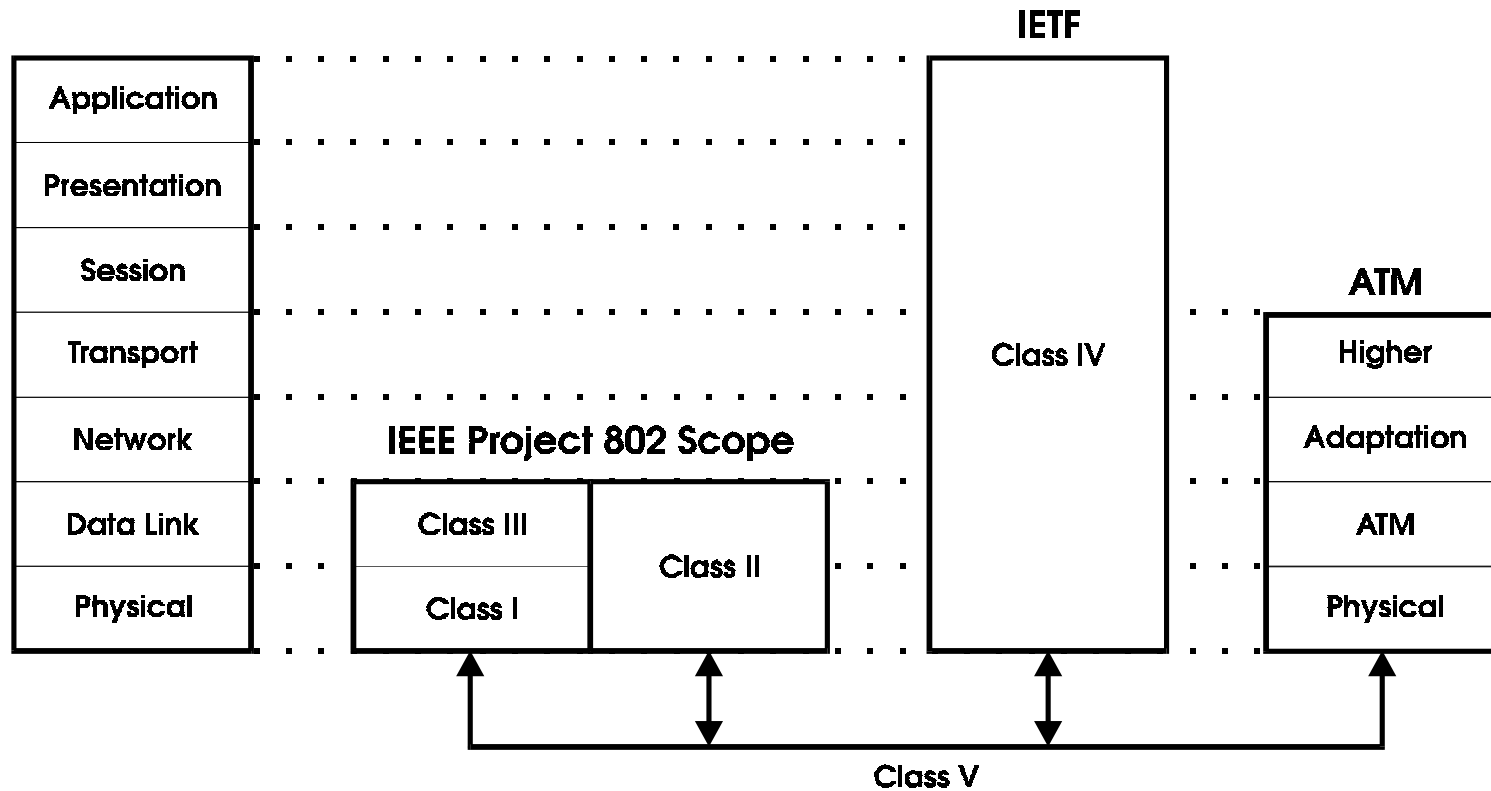 IETF
Application
Presentation
Session
Transport
Network
Data Link
Physical
IEEE Project 802 Scope
Class III
Class I
Class II
Class IV
ATM
Higher
Adaptation
ATM
Physical
Class V